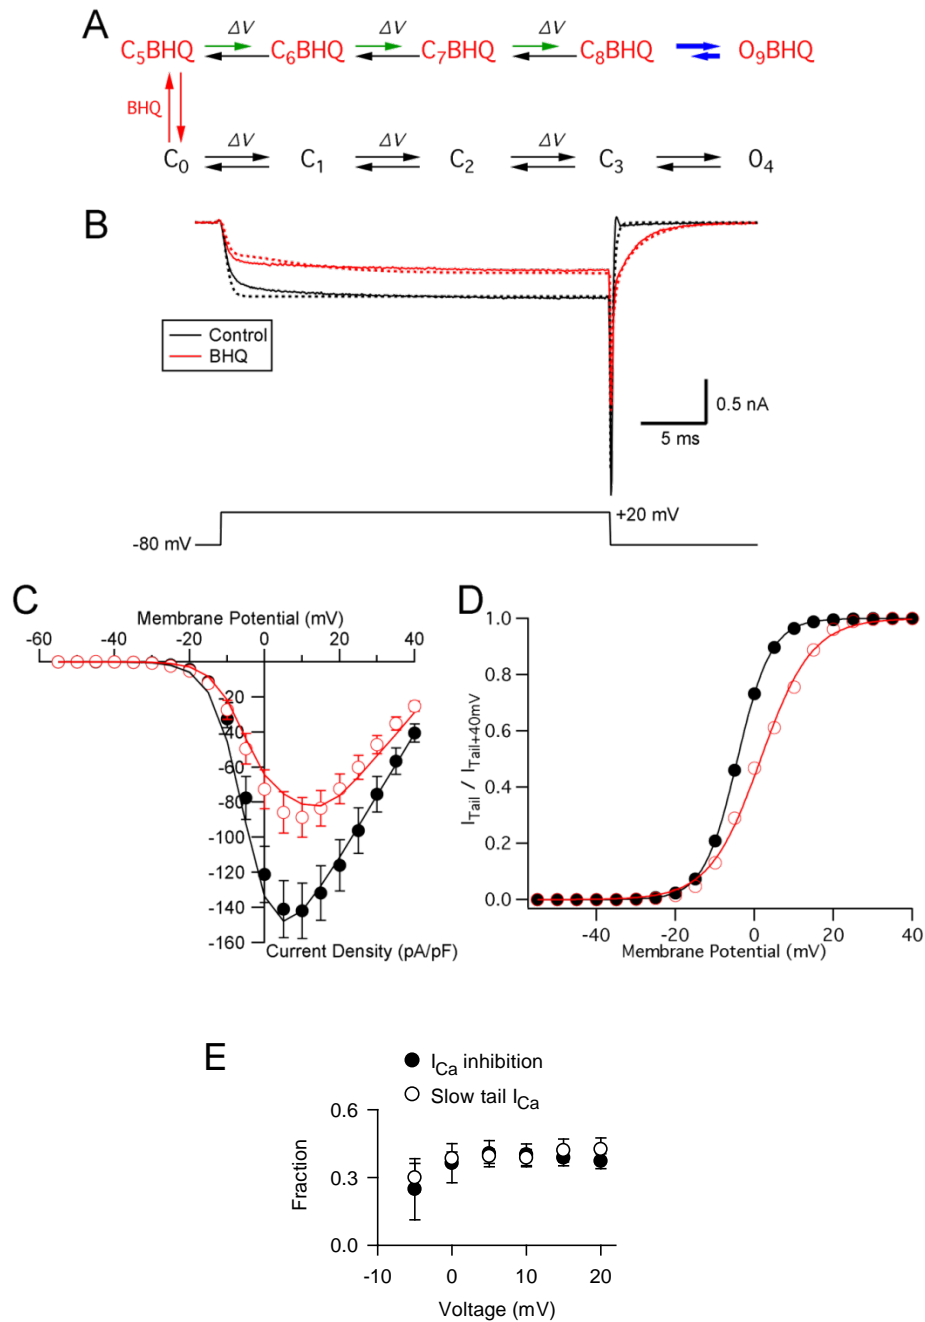 A
ΔV ΔV ΔV
C5BHQ C6BHQ C7BHQ C8BHQ O9BHQ
BHQ
ΔV ΔV ΔV
C0 C1 C2 C3 O4
B
Control
BHQ
0.5 nA
5 ms
+20 mV
-80 mV
C
Membrane Potential (mV)
-60 -40 -20 0 20 40
-20
-40
-60
-80
-100
-120
-140
-160
Current Density (pA/pF)
D
ITail / ITail+40mV
1.0
0.8
0.6
0.4
0.2
0.0
-40 -20 0 20 40
Membrane Potential (mV)
E
ICa inhibition
Slow tail ICa
Fraction
0.6
0.3
0.0
-10 0 10 20
Voltage (mV)